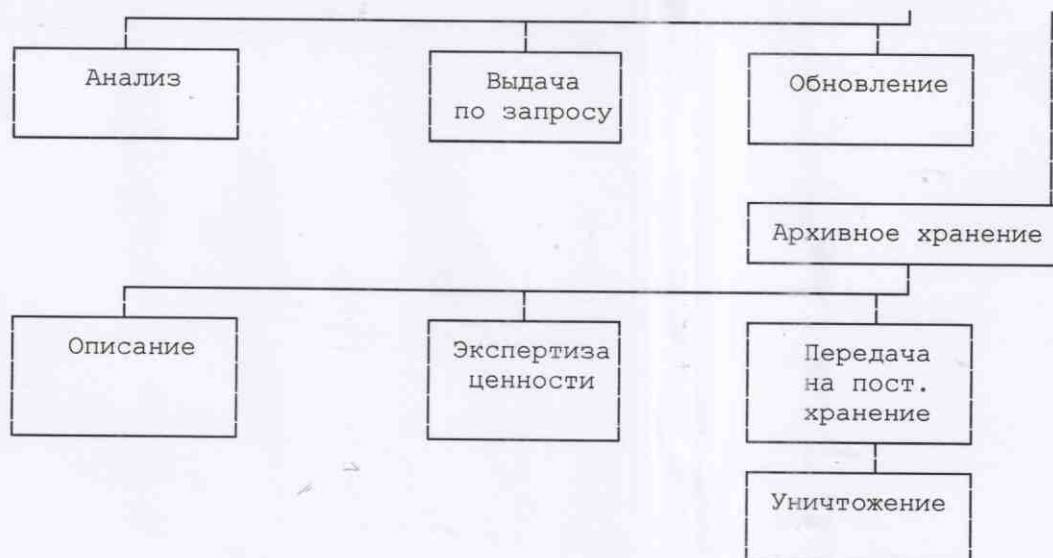 Анализ
Выдача
по запросу
Обновление
Архивное хранение
Описание
Экспертиза
ценности
Передача
на пост.
хранение
Уничтожение